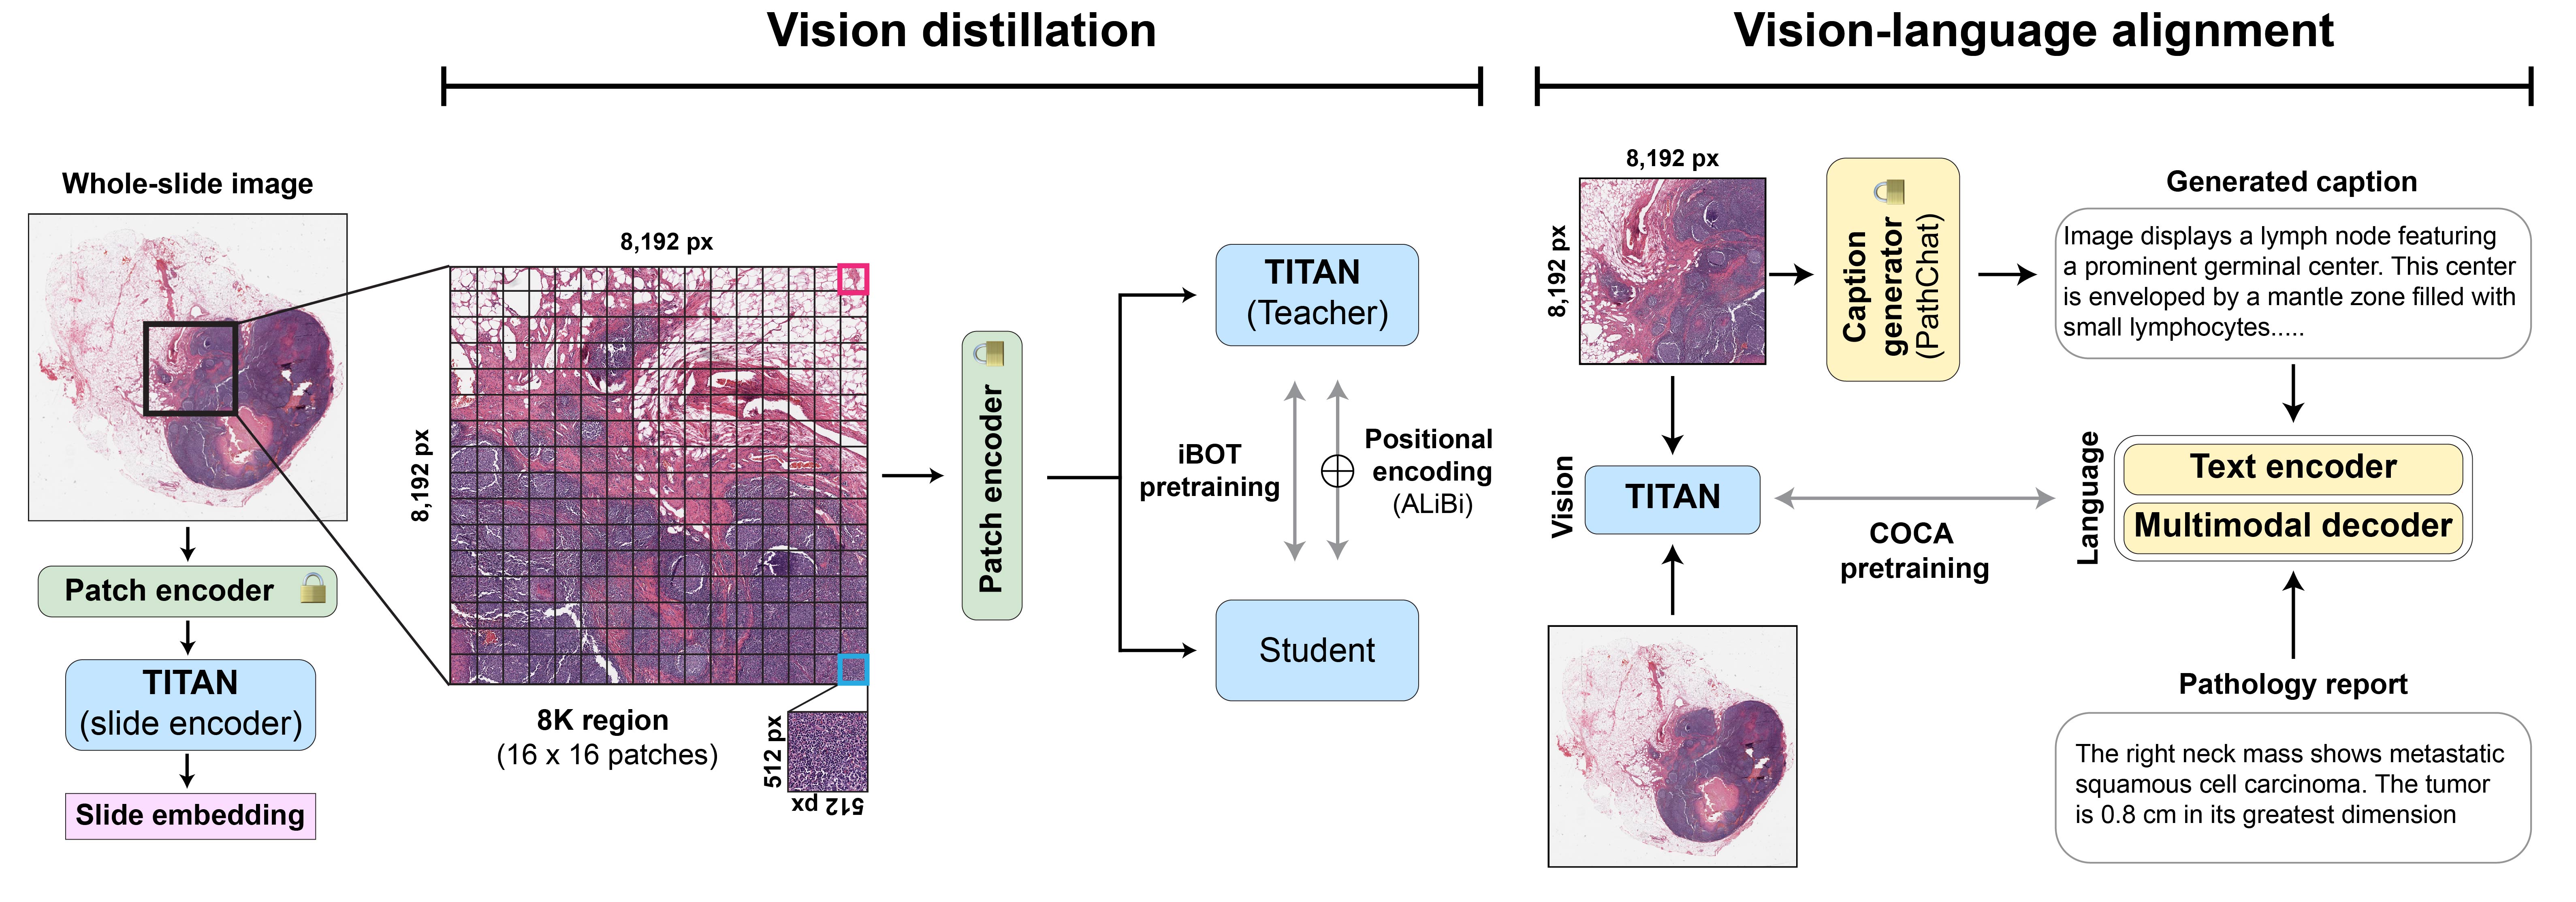 Vision distillation
Vision-language alignment
Whole-slide image
Patch encoder
TITAN
(slide encoder)
Slide embedding
8,192 px
8,192 px
8K region
(16 x 16 patches)
512 px
512 px
Patch encoder
TITAN
(Teacher)
iBOT
pretraining
Positional
encoding
(ALiBi)
Student
8,192 px
8,192 px
Caption
generator
(PathChat)
Generated caption
Image displays a lymph node featuring
a prominent germinal center. This center
is enveloped by a mantle zone filled with
small lymphocytes.....
Vision
TITAN
COCA
pretraining
Language
Text encoder
Multimodal decoder
Pathology report
The right neck mass shows metastatic
squamous cell carcinoma. The tumor
is 0.8 cm in its greatest dimension